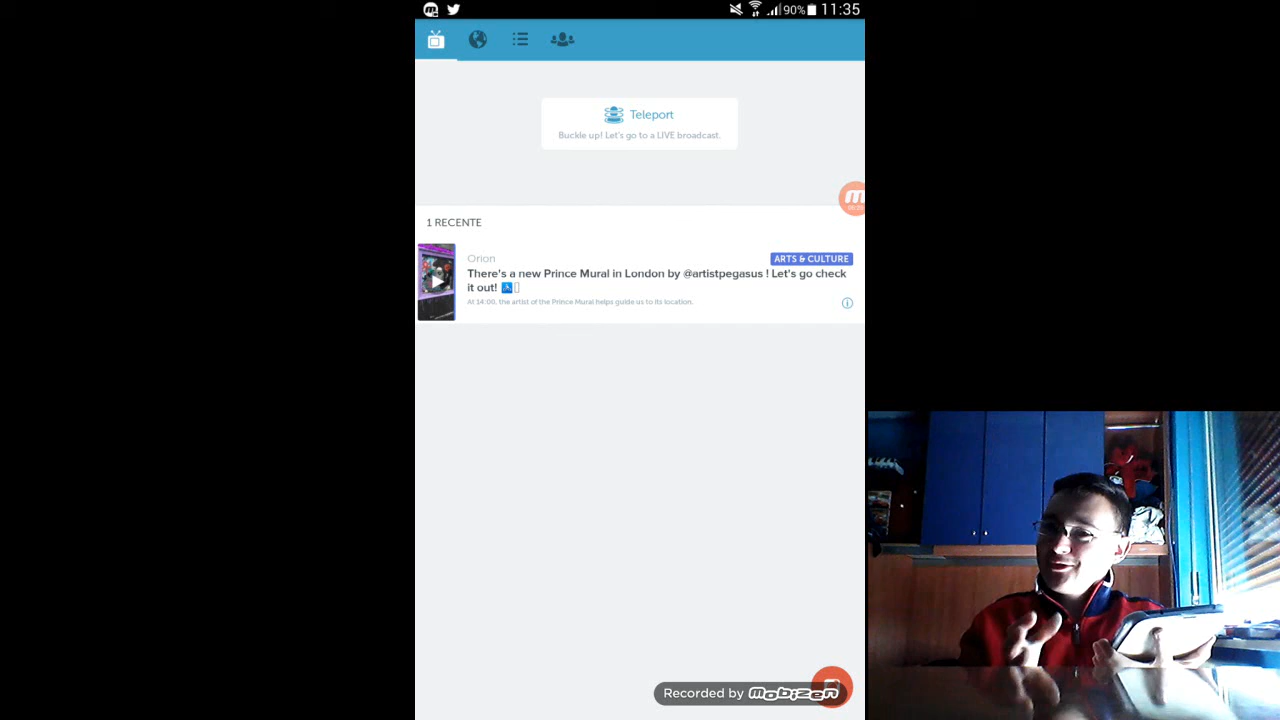 90% 11:35
Teleport
Buckle up! Let's go to a LIVE broadcast.
1 RECENTE
Orion
ARTS & CULTURE
There's a new Prince Mural in London by @artistpegasus ! Let's go check
it out!
At 14:00, the artist of the Prince Mural helps guide us to its location.
Recorded by mobizen